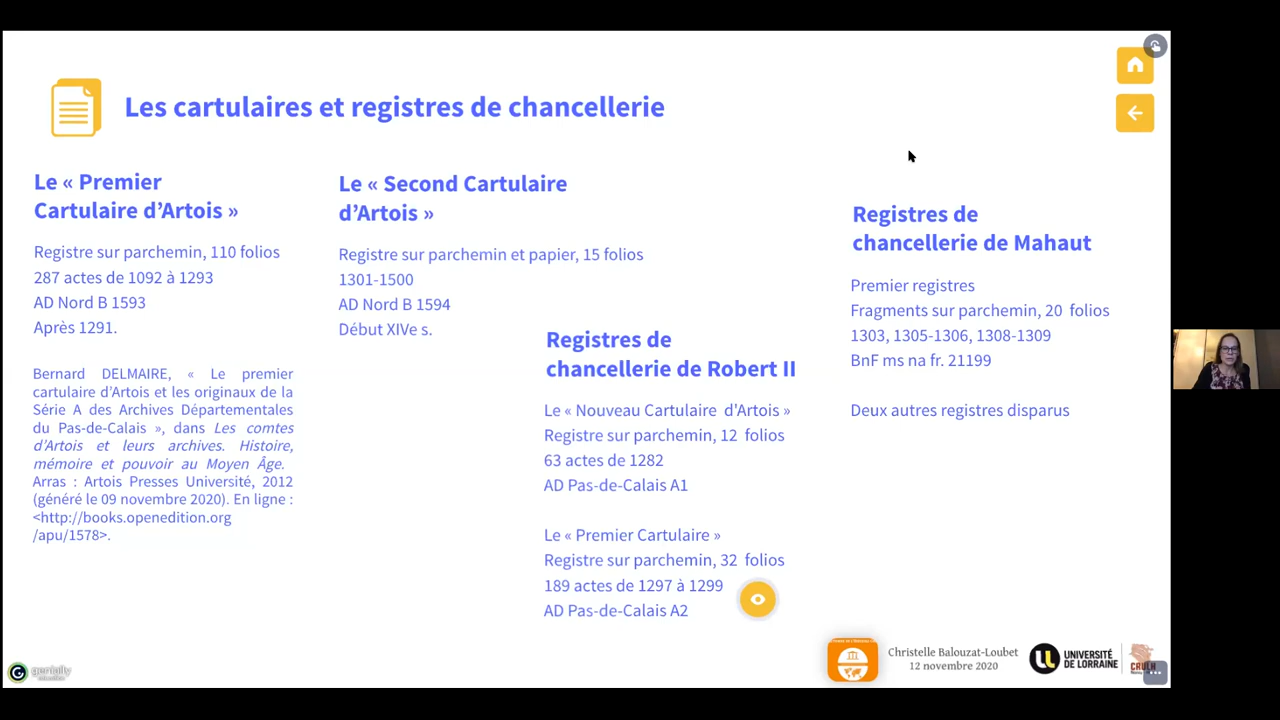 Les cartulaires et registres de chancellerie
Le « Premier
Cartulaire d’Artois »
Registre sur parchemin, 110 folios
287 actes de 1092 à 1293
AD Nord B 1593
Après 1291.
Bernard DELMAIRE, « Le premier
cartulaire d’Artois et les originaux de la
Série A des Archives Départementales
du Pas-de-Calais », dans Les comtes
d’Artois et leurs archives. Histoire,
mémoire et pouvoir au Moyen Âge.
Arras : Artois Presses Université, 2012
(généré le 09 novembre 2020). En ligne :
<http://books.openedition.org
/apu/1578>.
Le « Second Cartulaire
d’Artois »
Registre sur parchemin et papier, 15 folios
1301-1500
AD Nord B 1594
Début XIVe s.
Registres de
chancellerie de Robert II
Le « Nouveau Cartulaire d'Artois »
Registre sur parchemin, 12 folios
63 actes de 1282
AD Pas-de-Calais A1
Le « Premier Cartulaire »
Registre sur parchemin, 32 folios
189 actes de 1297 à 1299
AD Pas-de-Calais A2
Registres de
chancellerie de Mahaut
Premier registres
Fragments sur parchemin, 20 folios
1303, 1305-1306, 1308-1309
BnF ms na fr. 21199
Deux autres registres disparus
genially
Christelle Balouzat-Loubet
12 novembre 2020
UNIVERSITÉ
DE LORRAINE
CRULH